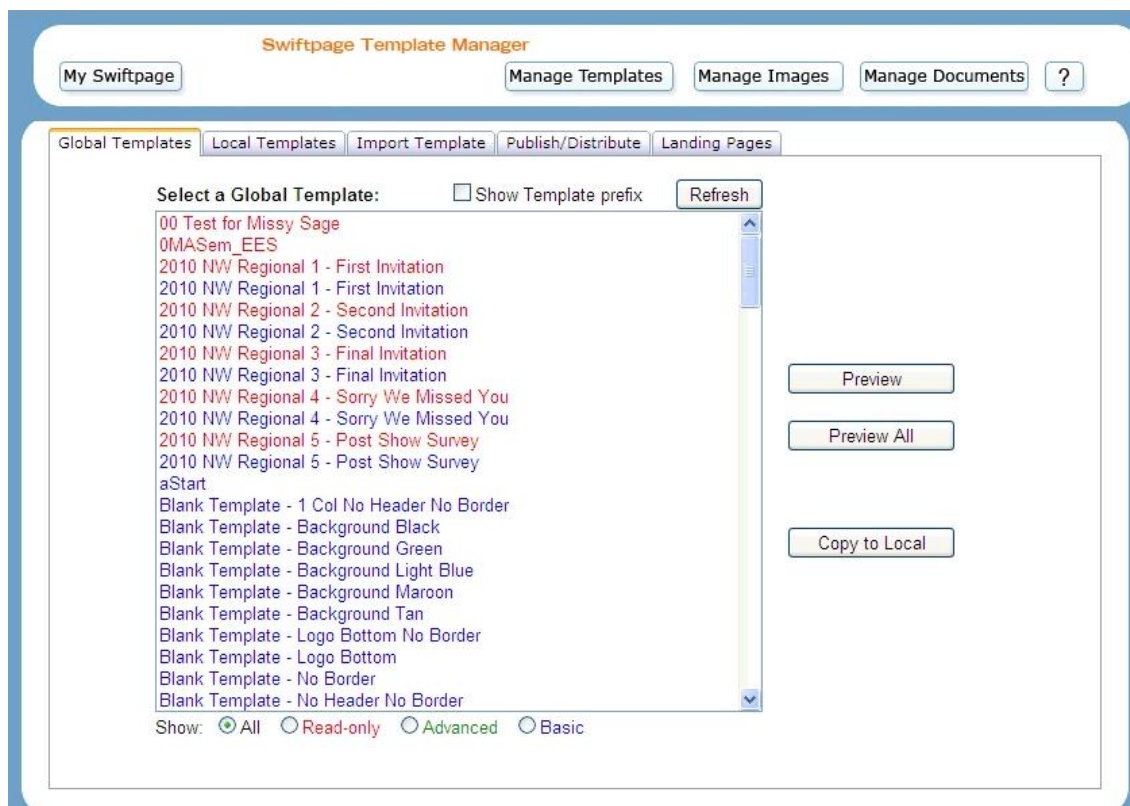 Swiftpage Template Manager
My Swiftpage Manage Templates Manage Images Manage Documents ?
Global Templates Local Templates Import Template Publish/Distribute Landing Pages
Select a Global Template: Show Template prefix Refresh
00 Test for Missy Sage
0MASem_EES
2010 NW Regional 1 - First Invitation
2010 NW Regional 1 - First Invitation
2010 NW Regional 2 - Second Invitation
2010 NW Regional 2 - Second Invitation
2010 NW Regional 3 - Final Invitation
2010 NW Regional 3 - Final Invitation
2010 NW Regional 4 - Sorry We Missed You
2010 NW Regional 4 - Sorry We Missed You
2010 NW Regional 5 - Post Show Survey
2010 NW Regional 5 - Post Show Survey
aStart
Blank Template - 1 Col No Header No Border
Blank Template - Background Black
Blank Template - Background Green
Blank Template - Background Light Blue
Blank Template - Background Maroon
Blank Template - Background Tan
Blank Template - Logo Bottom No Border
Blank Template - Logo Bottom
Blank Template - No Border
Blank Template - No Header No Border
Preview
Preview All
Copy to Local
Show: All Read-only Advanced Basic